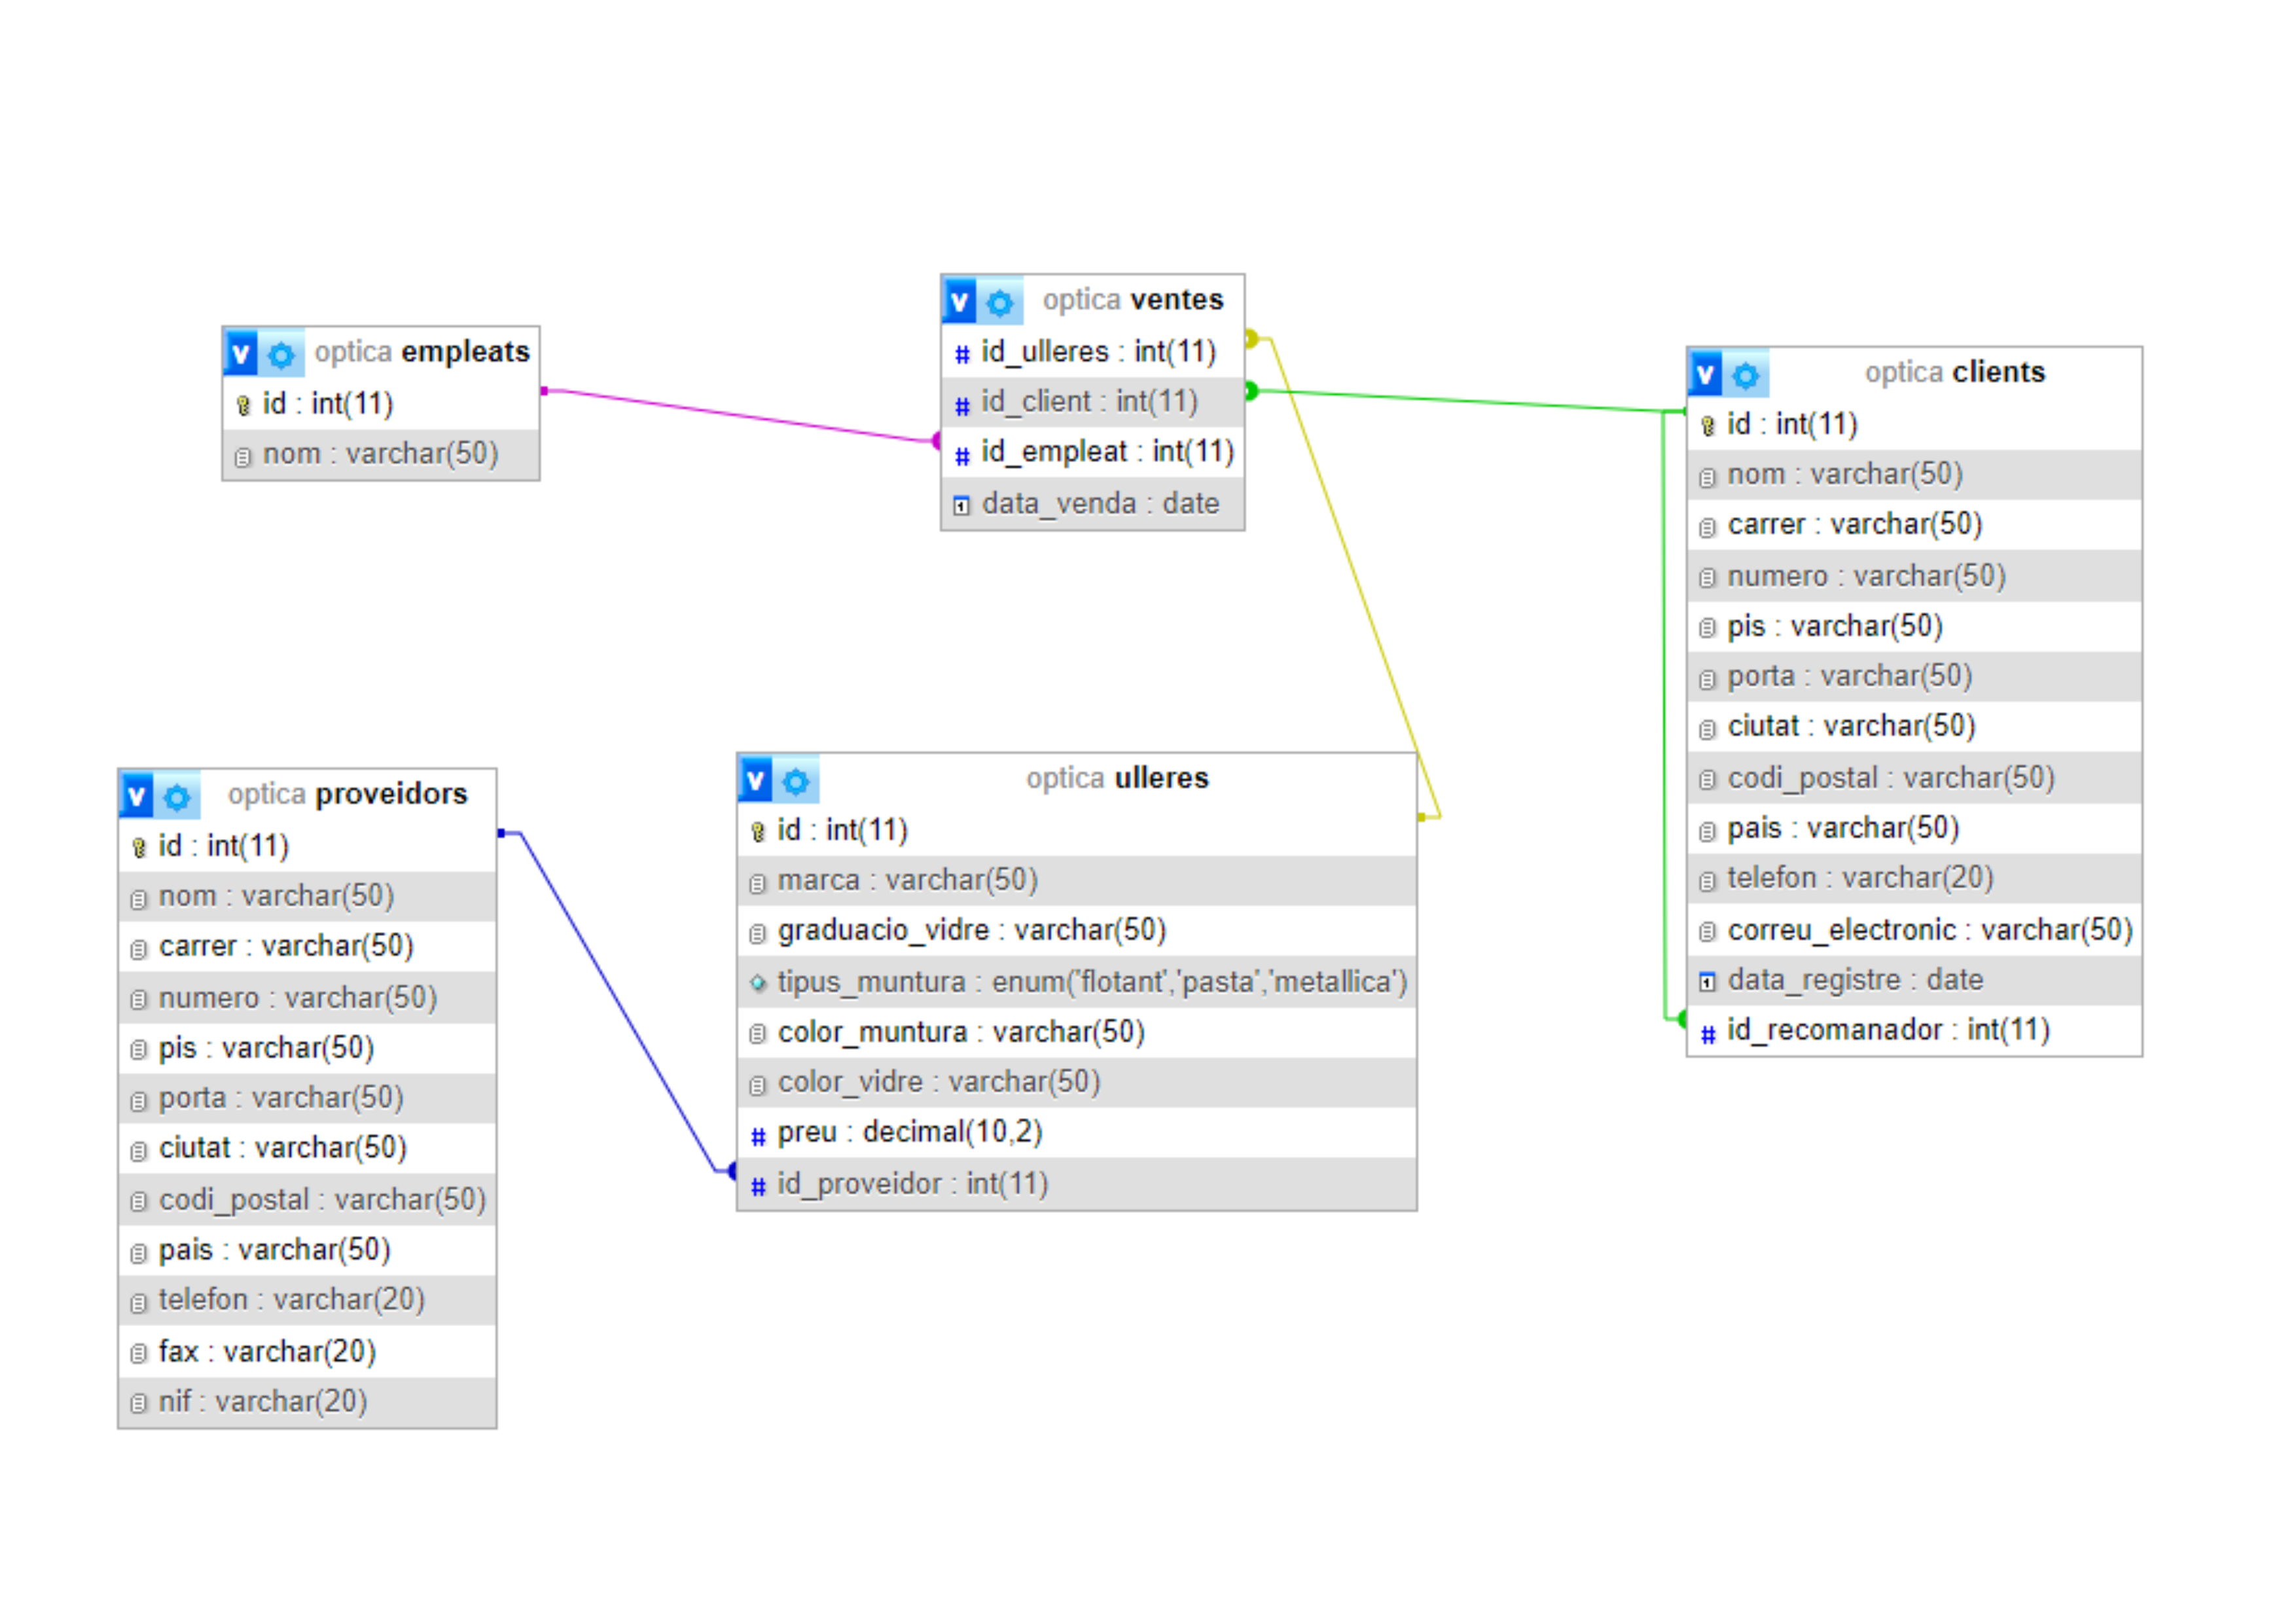 optica empleats
id : int(11)
nom : varchar(50)
optica ventes
id_ulleres : int(11)
id_client : int(11)
id_empleat : int(11)
data_venda : date
optica clients
id : int(11)
nom : varchar(50)
carrer : varchar(50)
numero : varchar(50)
pis : varchar(50)
porta : varchar(50)
ciutat : varchar(50)
codi_postal : varchar(50)
pais : varchar(50)
telefon : varchar(20)
correu_electronic : varchar(50)
data_registre : date
id_recomanador : int(11)
optica proveidors
id : int(11)
nom : varchar(50)
carrer : varchar(50)
numero : varchar(50)
pis : varchar(50)
porta : varchar(50)
ciutat : varchar(50)
codi_postal : varchar(50)
pais : varchar(50)
telefon : varchar(20)
fax : varchar(20)
nif : varchar(20)
optica ulleres
id : int(11)
marca : varchar(50)
graduacio_vidre : varchar(50)
tipus_muntura : enum('flotant','pasta','metallica')
color_muntura : varchar(50)
color_vidre : varchar(50)
preu : decimal(10,2)
id_proveidor : int(11)